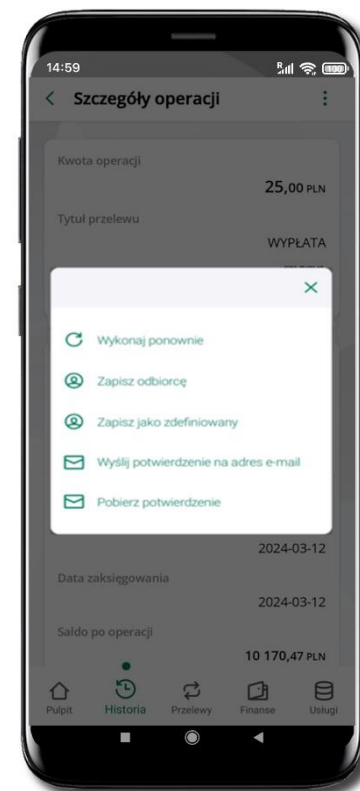 14:59
R
100
Szczegóły operacji
Kwota operacji
25,00 PLN
Tytuł przelewu
WYPŁATA
Wykonaj ponownie
Zapisz odbiorcę
Zapisz jako zdefiniowany
Wyślij potwierdzenie na adres e-mail
Pobierz potwierdzenie
2024-03-12
Data zaksięgowania
2024-03-12
Saldo po operacji
10 170,47 PLN
Pulpit Historia Przelewy Finanse Usługi